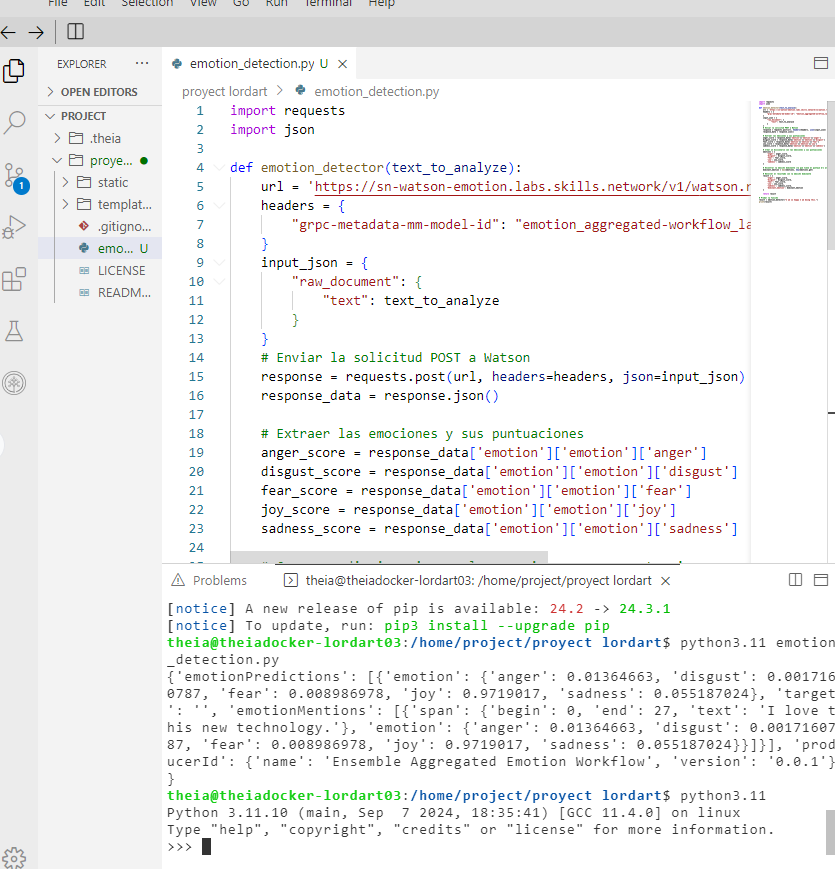 File Edit Selection View Go Run Terminal Help
EXPLORER ...
OPEN EDITORS
PROJECT
.theia
proye...
static
templat...
.gitigno...
emo... U
LICENSE
READM...
1
emotion_detection.py U
proyect lordart > emotion_detection.py
1 import requests
2 import json
3
4 def emotion_detector(text_to_analyze):
5 url = 'https://sn-watson-emotion.labs.skills.network/v1/watson.r
6 headers = {
7 "grpc-metadata-mm-model-id": "emotion_aggregated-workflow_la
8 }
9 input_json = {
10 "raw_document": {
11 "text": text_to_analyze
12 }
13 }
14 # Enviar la solicitud POST a Watson
15 response = requests.post(url, headers=headers, json=input_json)
16 response_data = response.json()
17
18 # Extraer las emociones y sus puntuaciones
19 anger_score = response_data['emotion']['emotion']['anger']
20 disgust_score = response_data['emotion']['emotion']['disgust']
21 fear_score = response_data['emotion']['emotion']['fear']
22 joy_score = response_data['emotion']['emotion']['joy']
23 sadness_score = response_data['emotion']['emotion']['sadness']
24
Problems theia@theiadocker-lordart03: /home/project/proyect lordart
[notice] A new release of pip is available: 24.2 -> 24.3.1
[notice] To update, run: pip3 install --upgrade pip
theia@theiadocker-lordart03:/home/project/proyect lordart$ python3.11 emotion
_detection.py
{'emotionPredictions': [{'emotion': {'anger': 0.01364663, 'disgust': 0.001716
0787, 'fear': 0.008986978, 'joy': 0.9719017, 'sadness': 0.055187024}, 'target
': '', 'emotionMentions': [{'span': {'begin': 0, 'end': 27, 'text': 'I love t
his new technology.'}, 'emotion': {'anger': 0.01364663, 'disgust': 0.00171607
87, 'fear': 0.008986978, 'joy': 0.9719017, 'sadness': 0.055187024}}]}], 'prod
ucerId': {'name': 'Ensemble Aggregated Emotion Workflow', 'version': '0.0.1'}
}
theia@theiadocker-lordart03:/home/project/proyect lordart$ python3.11
Python 3.11.10 (main, Sep 7 2024, 18:35:41) [GCC 11.4.0] on linux
Type "help", "copyright", "credits" or "license" for more information.
>>>